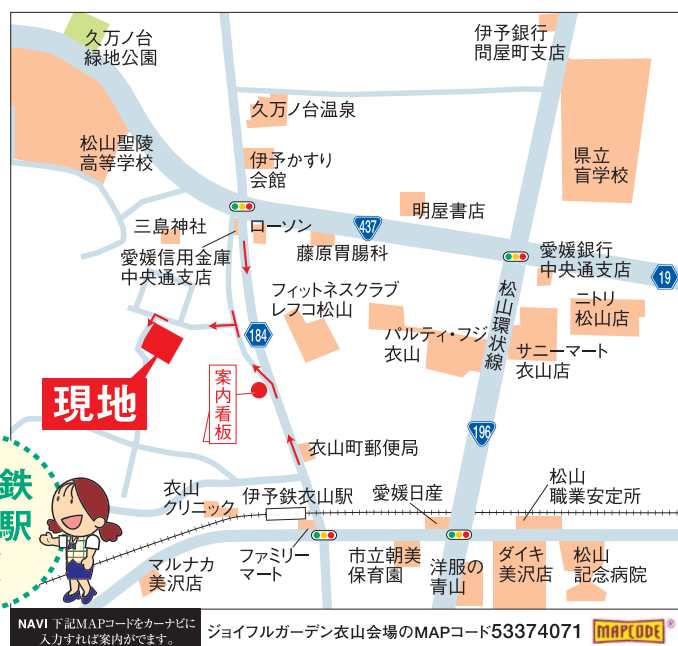 久万ノ台
緑地公園
伊予銀行
問屋町支店
久万ノ台温泉
松山聖陵
高等学校
伊予かすり
会館
県立
盲学校
明屋書店
三島神社
ローソン
437
愛媛信用金庫
中央通支店
藤原胃腸科
愛媛銀行
中央通支店
19
フィットネスクラブ
レフコ松山
松山環状線
ニトリ
松山店
184
パルティ・フジ
衣山
サニーマート
衣山店
現地
案内看板
196
衣山町郵便局
鉄
駅
衣山
クリニック
伊予鉄衣山駅
愛媛日産
松山
職業安定所
マルナカ
美沢店
ファミリー
マート
市立朝美
保育園
洋服の
青山
ダイキ
美沢店
松山
記念病院
NAVI 下記MAPコードをカーナビに
入力すれば案内がでます。
ジョイフルガーデン衣山会場のMAPコード53374071
MAPCODE®